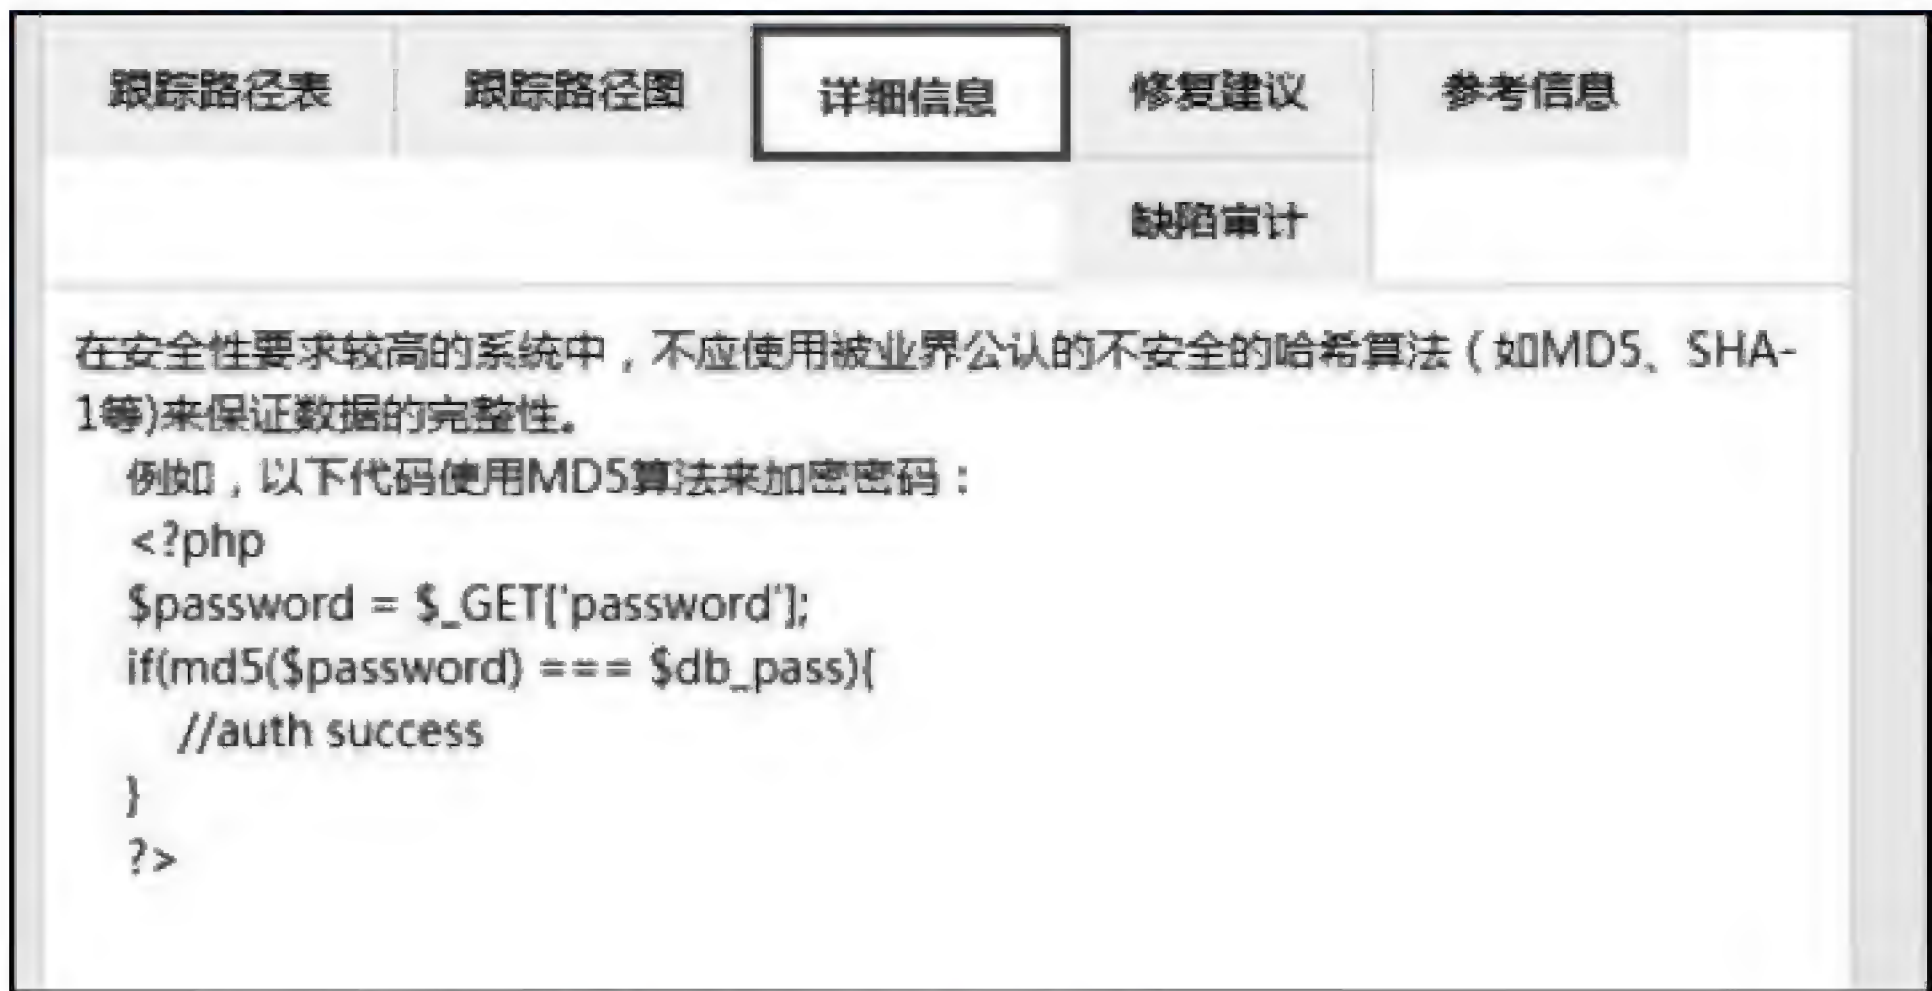 跟踪路径表 跟踪路径图 详细信息 修复建议 参考信息
缺陷审计
在安全性要求较高的系统中，不应使用被业界公认的不安全的哈希算法（如MD5、SHA-
1等)来保证数据的完整性。
例如，以下代码使用MD5算法来加密密码：
<?php
$password = $_GET['password'];
if(md5($password) === $db_pass){
//auth success
}
?>